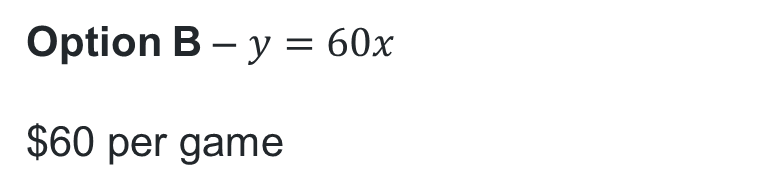 Option B – y = 60x
$60 per game